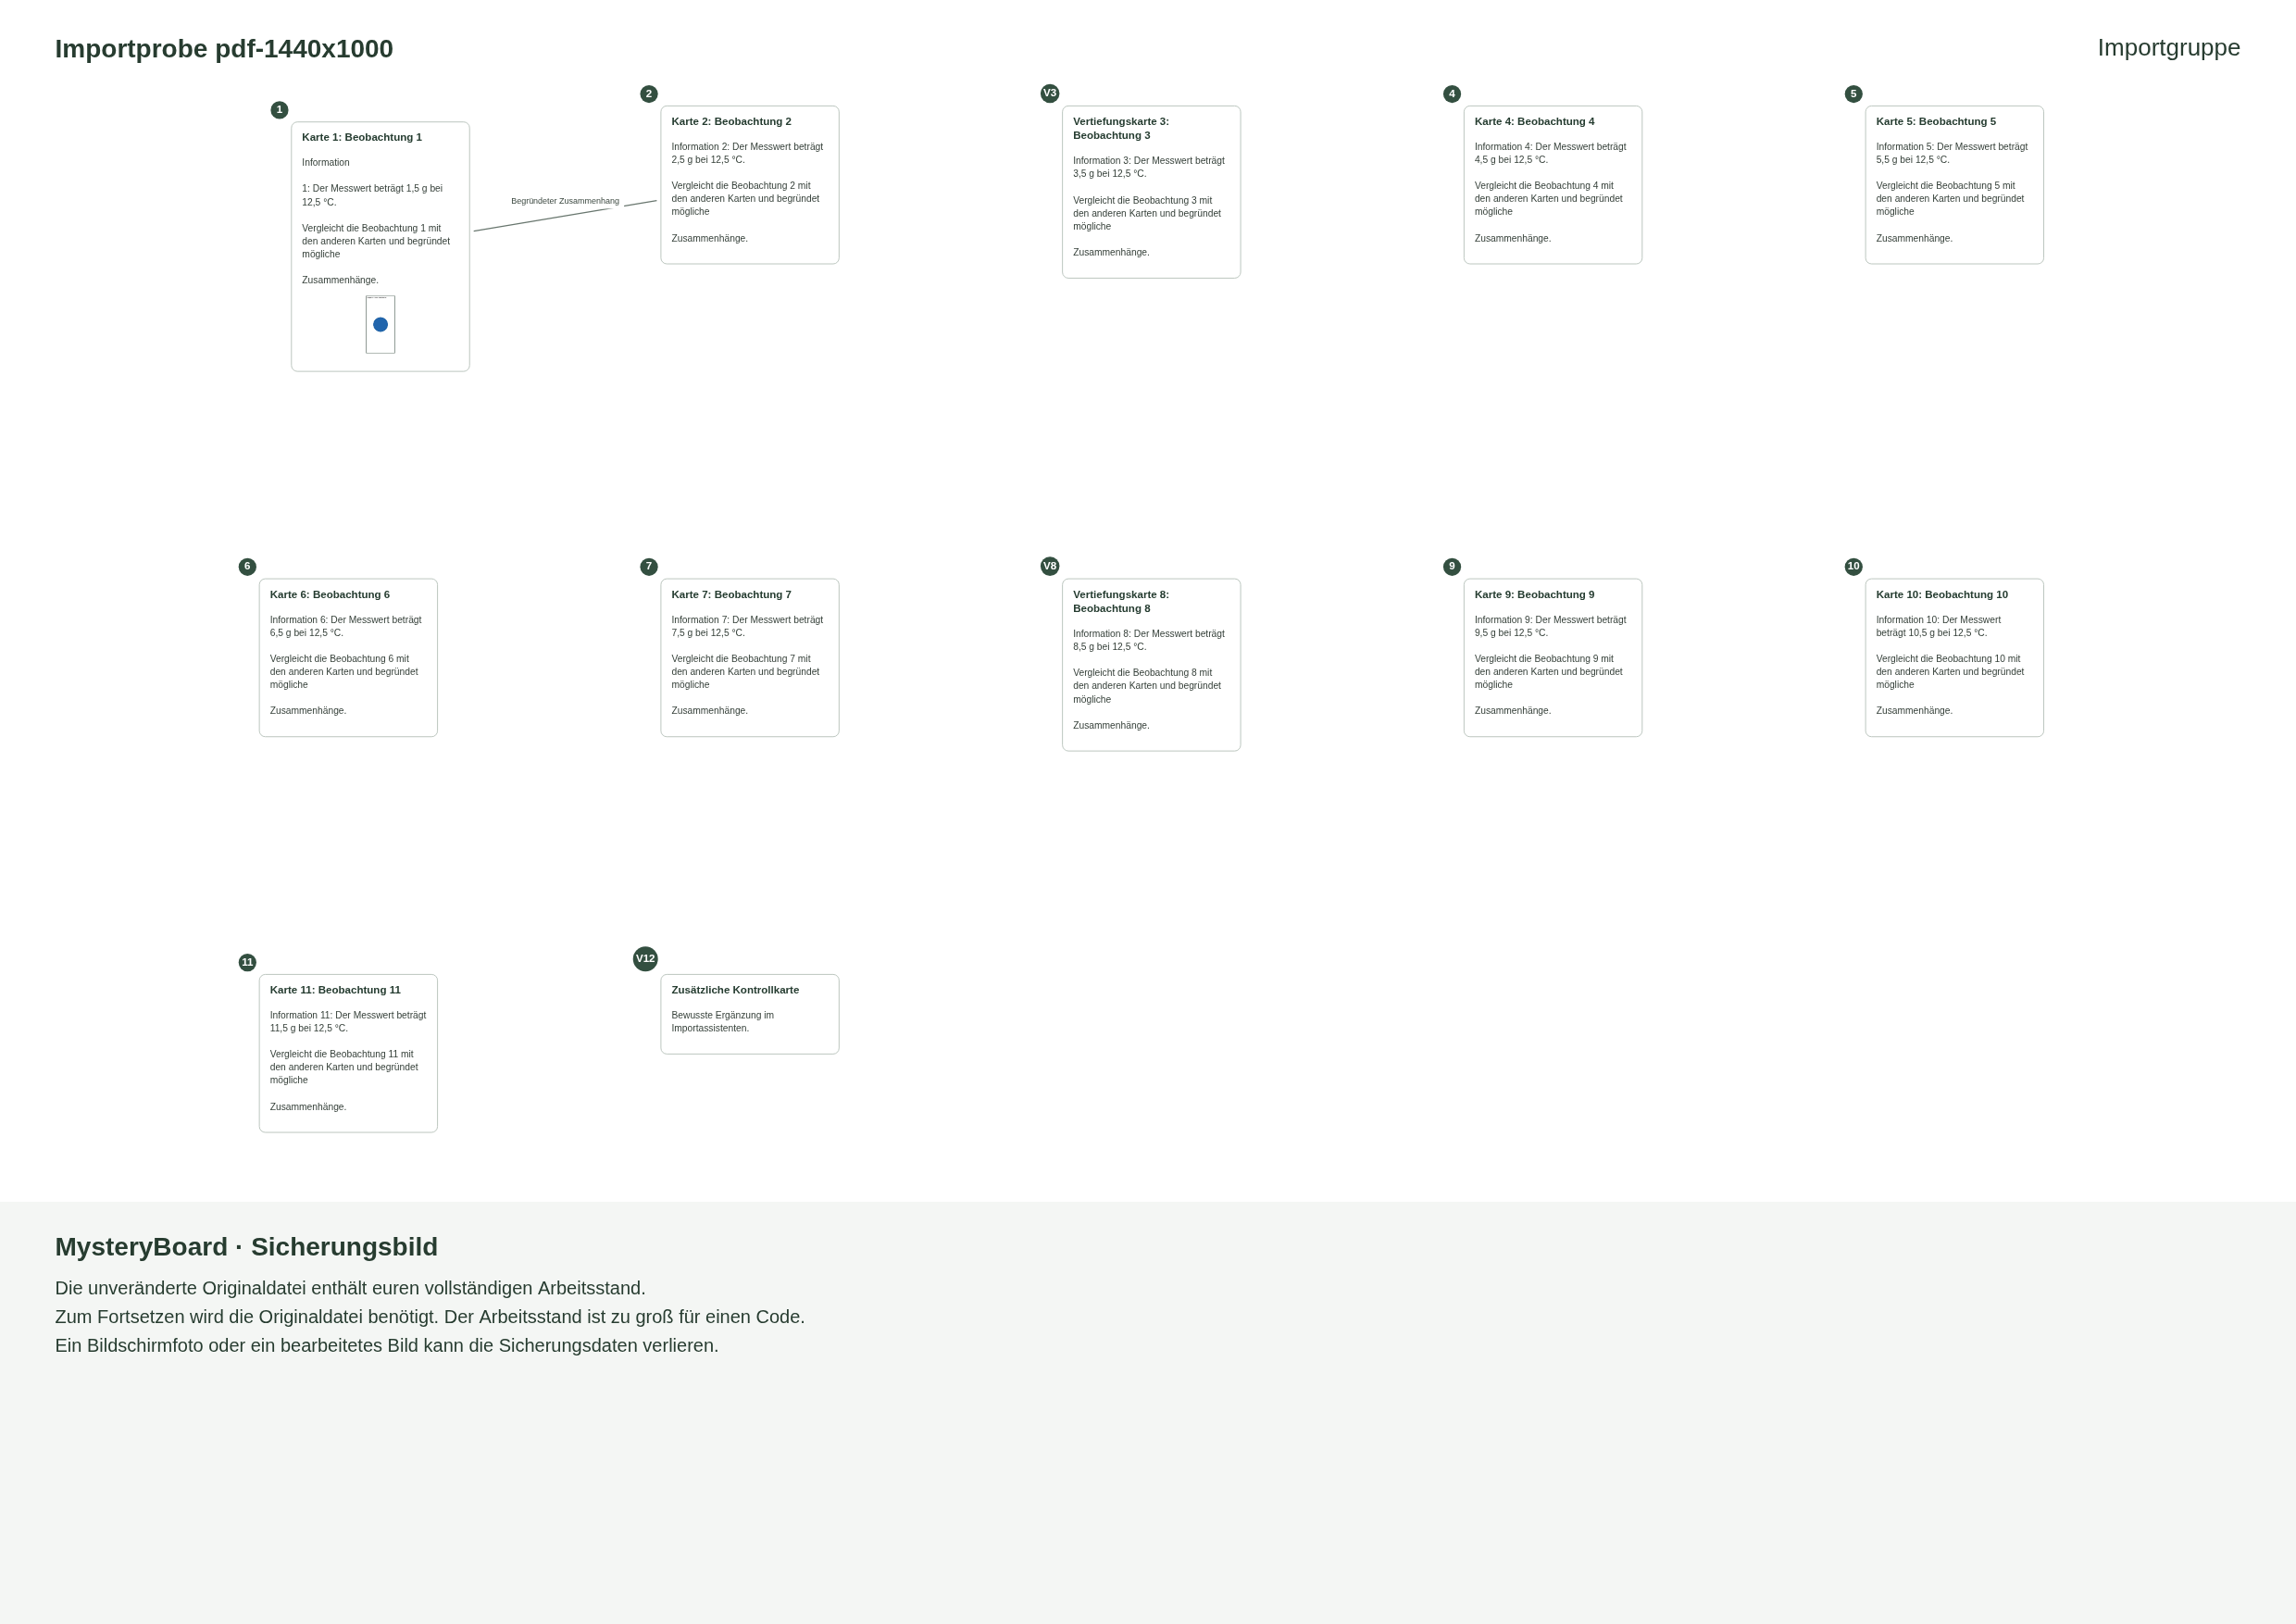 Importprobe pdf-1440x1000
Importgruppe
1
Karte 1: Beobachtung 1
Information
1: Der Messwert beträgt 1,5 g bei
12,5 °C.
Vergleicht die Beobachtung 1 mit
den anderen Karten und begründet
mögliche
Zusammenhänge.
Begründeter Zusammenhang
2
Karte 2: Beobachtung 2
Information 2: Der Messwert beträgt
2,5 g bei 12,5 °C.
Vergleicht die Beobachtung 2 mit
den anderen Karten und begründet
mögliche
Zusammenhänge.
V3
Vertiefungskarte 3:
Beobachtung 3
Information 3: Der Messwert beträgt
3,5 g bei 12,5 °C.
Vergleicht die Beobachtung 3 mit
den anderen Karten und begründet
mögliche
Zusammenhänge.
4
Karte 4: Beobachtung 4
Information 4: Der Messwert beträgt
4,5 g bei 12,5 °C.
Vergleicht die Beobachtung 4 mit
den anderen Karten und begründet
mögliche
Zusammenhänge.
5
Karte 5: Beobachtung 5
Information 5: Der Messwert beträgt
5,5 g bei 12,5 °C.
Vergleicht die Beobachtung 5 mit
den anderen Karten und begründet
mögliche
Zusammenhänge.
6
Karte 6: Beobachtung 6
Information 6: Der Messwert beträgt
6,5 g bei 12,5 °C.
Vergleicht die Beobachtung 6 mit
den anderen Karten und begründet
mögliche
Zusammenhänge.
7
Karte 7: Beobachtung 7
Information 7: Der Messwert beträgt
7,5 g bei 12,5 °C.
Vergleicht die Beobachtung 7 mit
den anderen Karten und begründet
mögliche
Zusammenhänge.
V8
Vertiefungskarte 8:
Beobachtung 8
Information 8: Der Messwert beträgt
8,5 g bei 12,5 °C.
Vergleicht die Beobachtung 8 mit
den anderen Karten und begründet
mögliche
Zusammenhänge.
9
Karte 9: Beobachtung 9
Information 9: Der Messwert beträgt
9,5 g bei 12,5 °C.
Vergleicht die Beobachtung 9 mit
den anderen Karten und begründet
mögliche
Zusammenhänge.
10
Karte 10: Beobachtung 10
Information 10: Der Messwert
beträgt 10,5 g bei 12,5 °C.
Vergleicht die Beobachtung 10 mit
den anderen Karten und begründet
mögliche
Zusammenhänge.
11
Karte 11: Beobachtung 11
Information 11: Der Messwert beträgt
11,5 g bei 12,5 °C.
Vergleicht die Beobachtung 11 mit
den anderen Karten und begründet
mögliche
Zusammenhänge.
V12
Zusätzliche Kontrollkarte
Bewusste Ergänzung im
Importassistenten.
MysteryBoard · Sicherungsbild
Die unveränderte Originaldatei enthält euren vollständigen Arbeitsstand.
Zum Fortsetzen wird die Originaldatei benötigt. Der Arbeitsstand ist zu groß für einen Code.
Ein Bildschirmfoto oder ein bearbeitetes Bild kann die Sicherungsdaten verlieren.